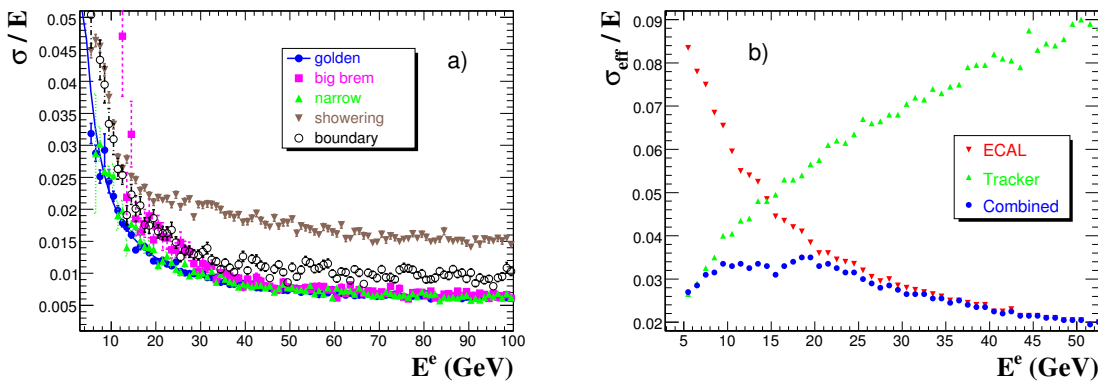 σ / E
0.05
0.045
0.04
0.035
0.03
0.025
0.02
0.015
0.01
0.005
a)
golden
big brem
narrow
showering
boundary
10 20 30 40 50 60 70 80 90 100
E^e (GeV)
σ_eff / E
0.09
0.08
0.07
0.06
0.05
0.04
0.03
0.02
b)
ECAL
Tracker
Combined
5 10 15 20 25 30 35 40 45 50
E^e (GeV)